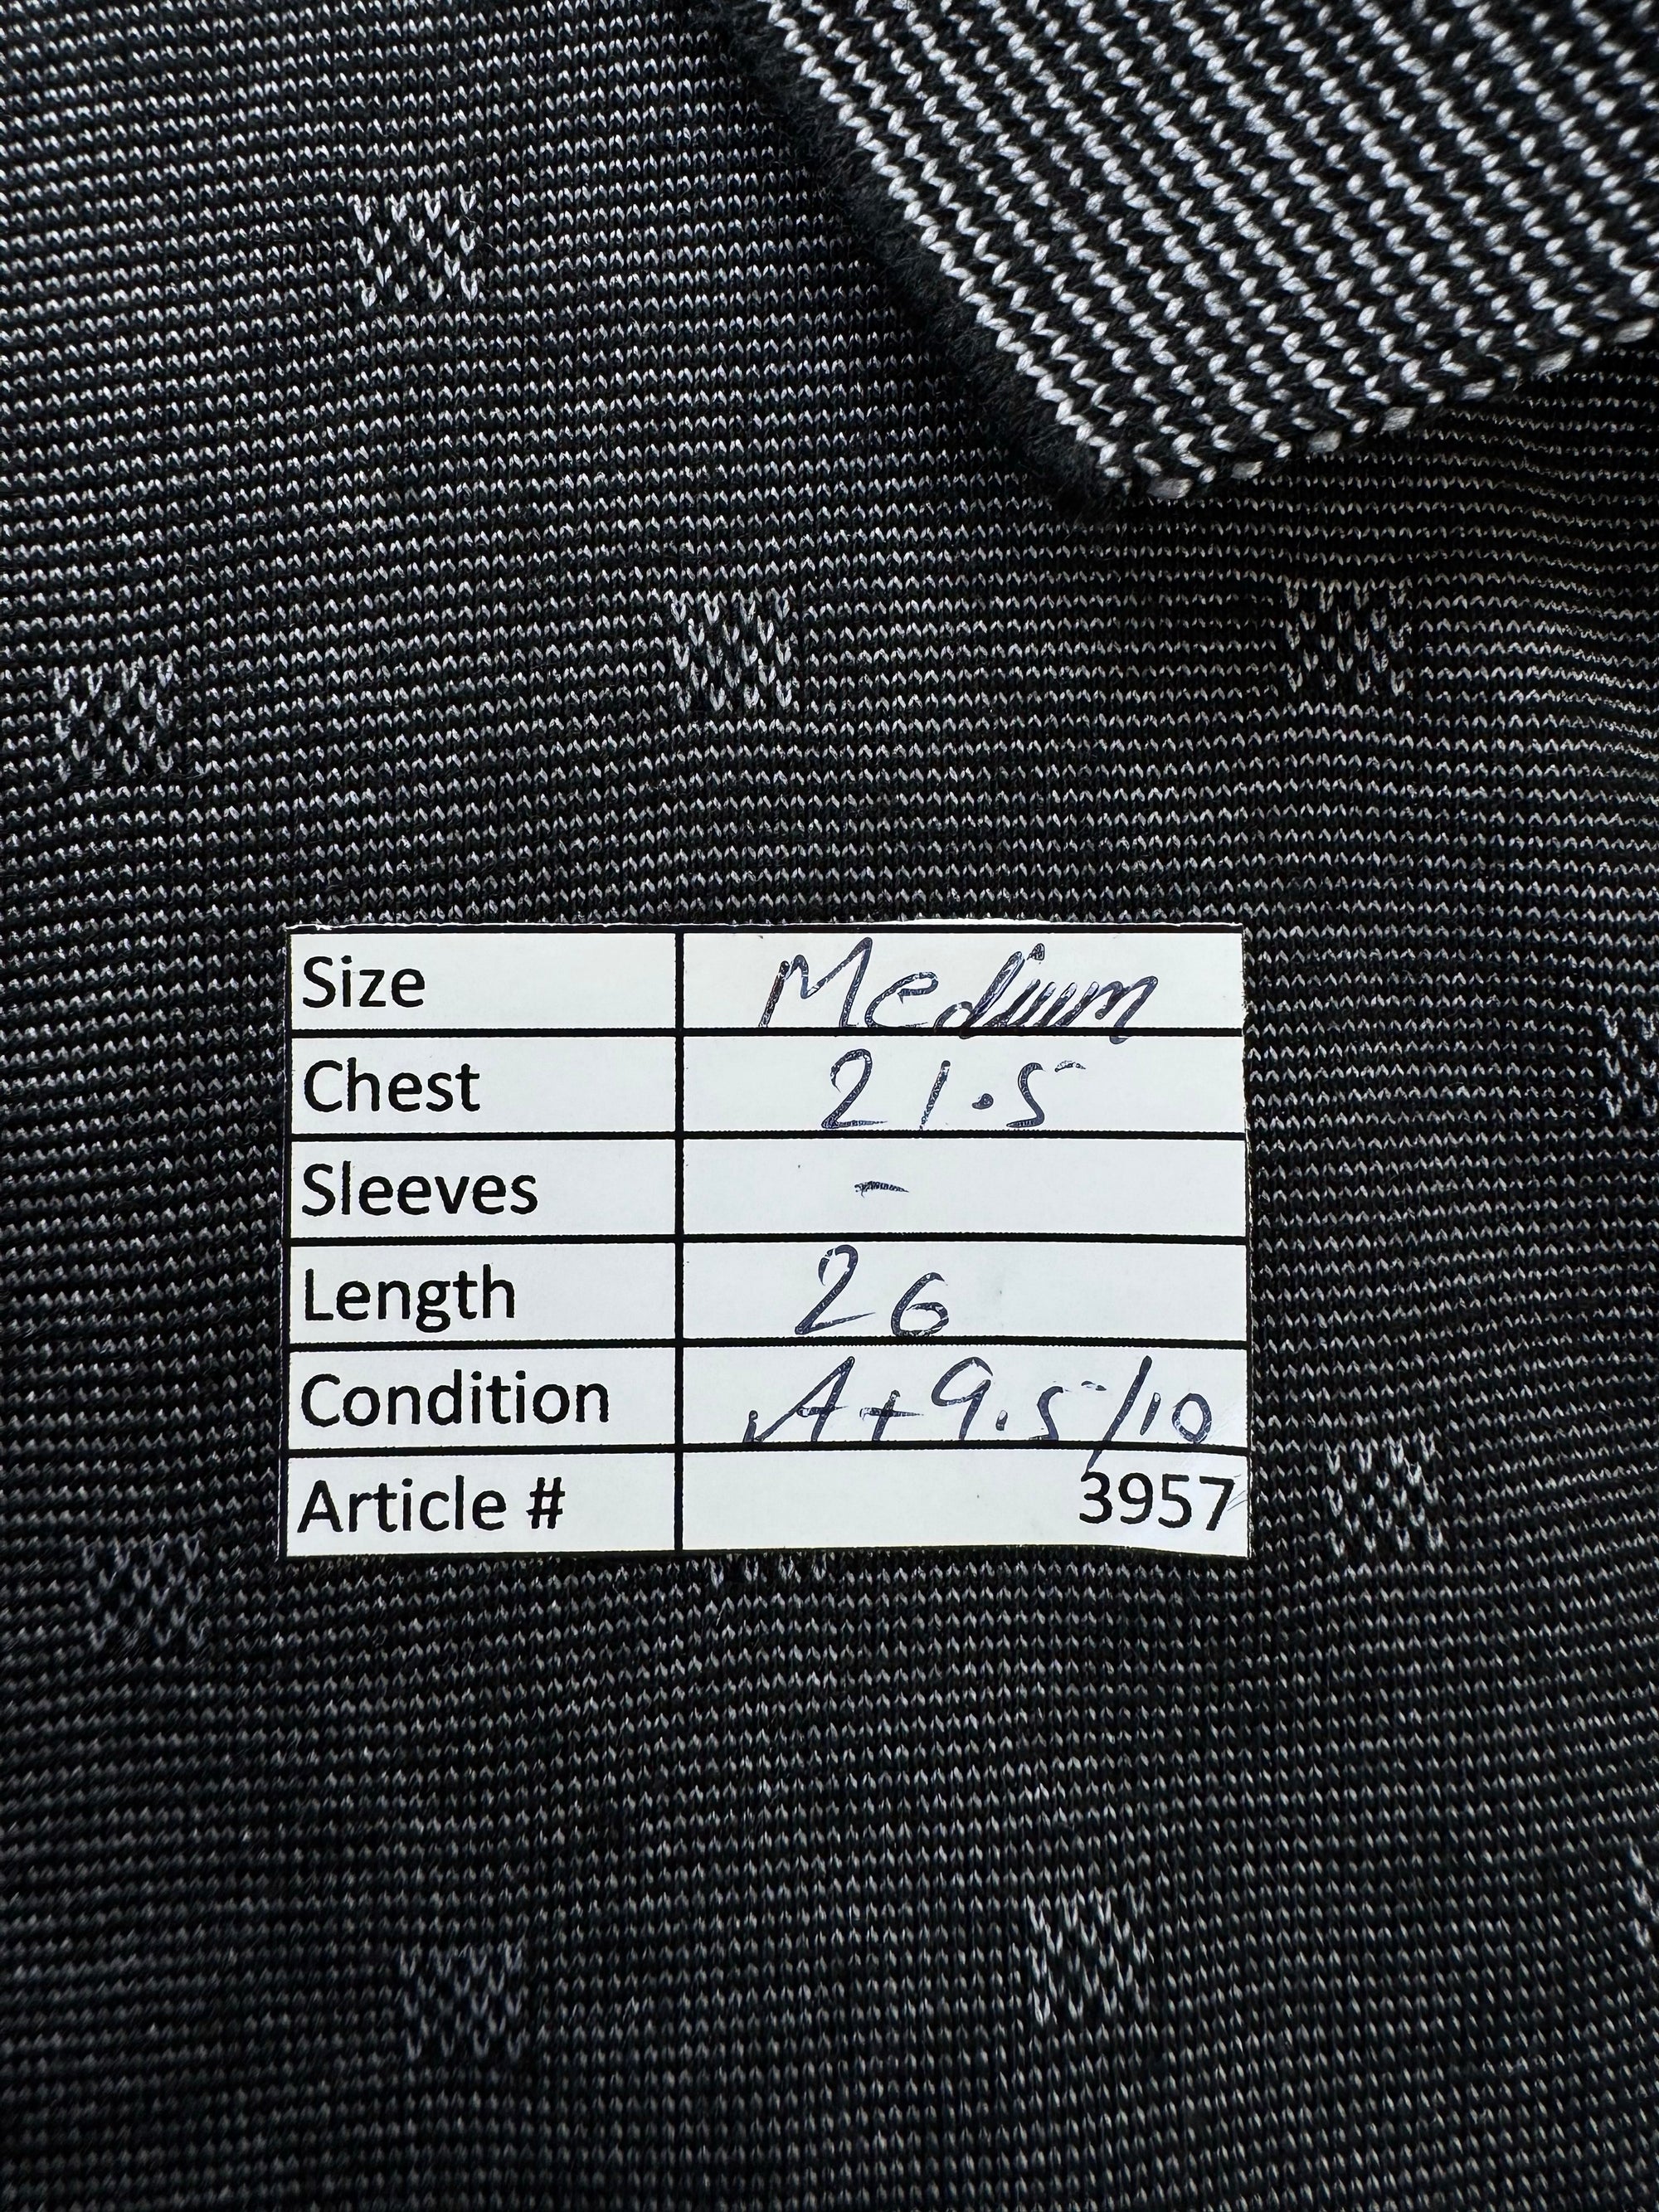 Size Medium
Chest 21.5
Sleeves -
Length 26
Condition A+ 9.5/10
Article # 3957